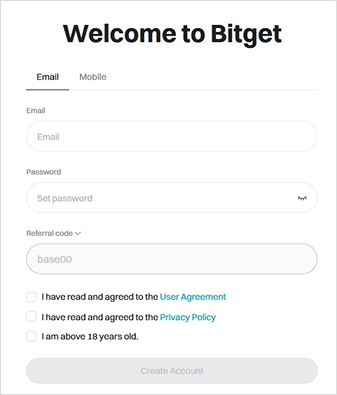 Welcome to Bitget
Email Mobile
Email
Email
Password
Set password
Referral code
base00
I have read and agreed to the User Agreement
I have read and agreed to the Privacy Policy
I am above 18 years old.
Create Account